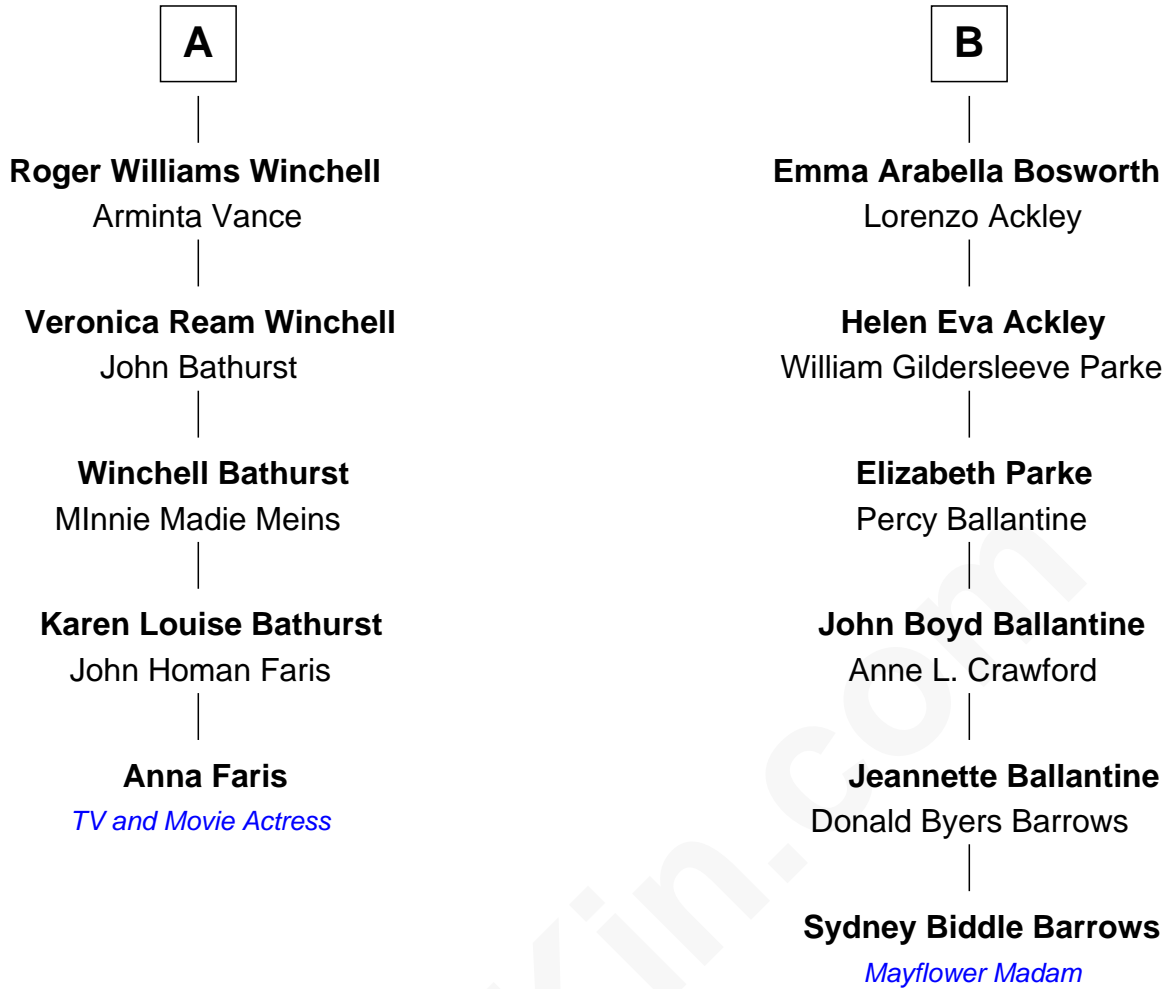 A
Roger Williams Winchell
Arminta Vance
Veronica Ream Winchell
John Bathurst
Winchell Bathurst
MInnie Madie Meins
Karen Louise Bathurst
John Homan Faris
Anna Faris
TV and Movie Actress
B
Emma Arabella Bosworth
Lorenzo Ackley
Helen Eva Ackley
William Gildersleeve Parke
Elizabeth Parke
Percy Ballantine
John Boyd Ballantine
Anne L. Crawford
Jeannette Ballantine
Donald Byers Barrows
Sydney Biddle Barrows
Mayflower Madam
Kin.com